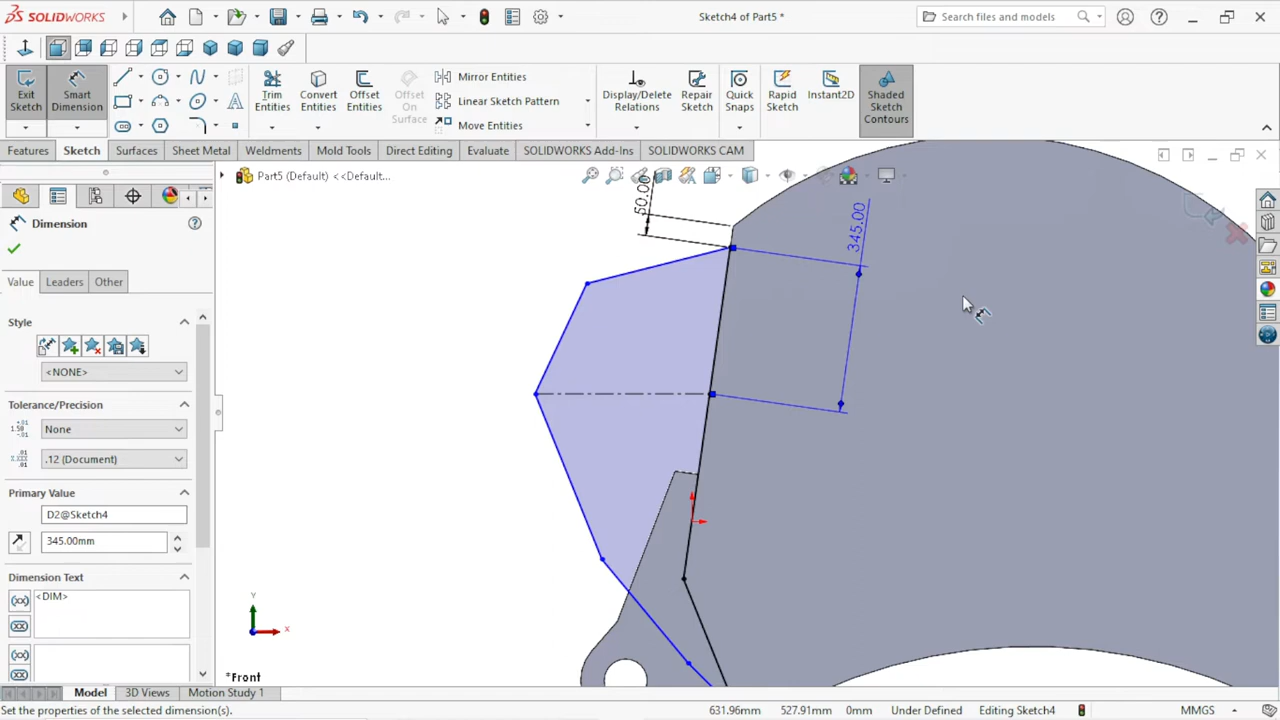 SOLIDWORKS
Sketch4 of Part5 *
Search files and models
Exit Sketch
Smart Dimension
Trim Entities
Convert Entities
Offset Entities
Offset On Surface
Mirror Entities
Linear Sketch Pattern
Move Entities
Display/Delete Relations
Repair Sketch
Quick Snaps
Rapid Sketch
Instant2D
Shaded Sketch Contours
Features
Sketch
Surfaces
Sheet Metal
Weldments
Mold Tools
Direct Editing
Evaluate
SOLIDWORKS Add-Ins
SOLIDWORKS CAM
Part5 (Default) <<Default...
Dimension
Value
Leaders
Other
Style
<NONE>
Tolerance/Precision
None
.12 (Document)
Primary Value
D2@Sketch4
345.00mm
Dimension Text
<DIM>
50.00
345.00
Y
X
*Front
Model
3D Views
Motion Study 1
Set the properties of the selected dimension(s).
631.96mm
527.91mm
0mm
Under Defined
Editing Sketch4
MMGS